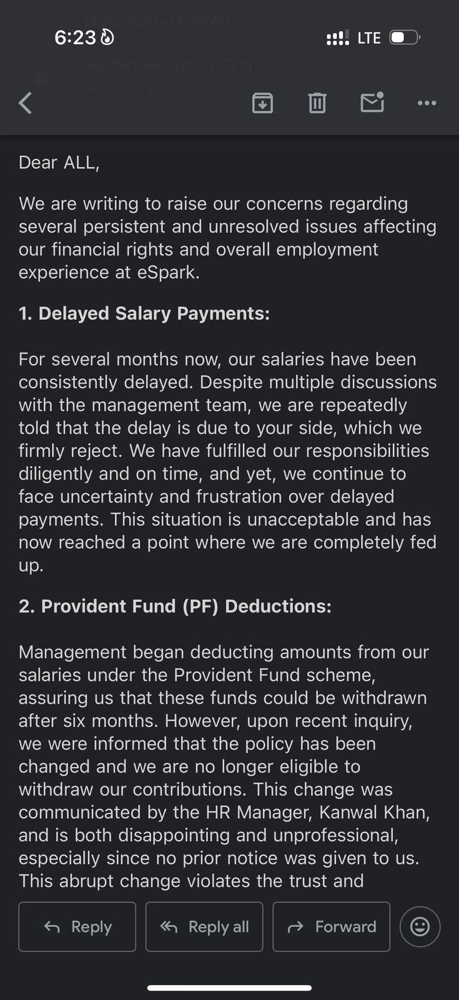 Date 19 Jul 2025 at 6:09 AM
6:23
LTE
Standard encryption (TLS)
Learn more
Dear ALL,
We are writing to raise our concerns regarding
several persistent and unresolved issues affecting
our financial rights and overall employment
experience at eSpark.
1. Delayed Salary Payments:
For several months now, our salaries have been
consistently delayed. Despite multiple discussions
with the management team, we are repeatedly
told that the delay is due to your side, which we
firmly reject. We have fulfilled our responsibilities
diligently and on time, and yet, we continue to
face uncertainty and frustration over delayed
payments. This situation is unacceptable and has
now reached a point where we are completely fed
up.
2. Provident Fund (PF) Deductions:
Management began deducting amounts from our
salaries under the Provident Fund scheme,
assuring us that these funds could be withdrawn
after six months. However, upon recent inquiry,
we were informed that the policy has been
changed and we are no longer eligible to
withdraw our contributions. This change was
communicated by the HR Manager, Kanwal Khan,
and is both disappointing and unprofessional,
especially since no prior notice was given to us.
This abrupt change violates the trust and
Reply
Reply all
Forward